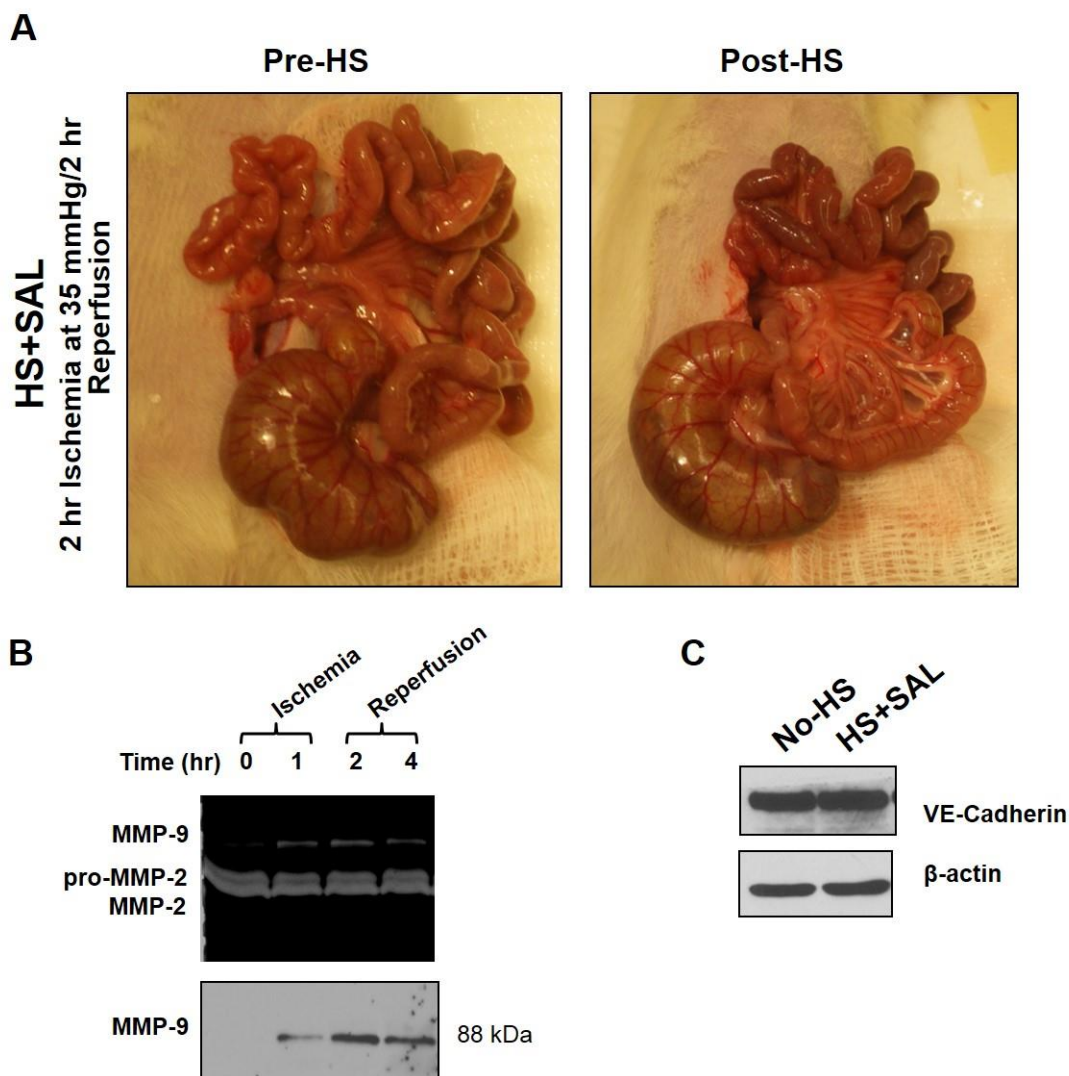 A
Pre-HS
Post-HS
HS+SAL
2 hr Ischemia at 35 mmHg/2 hr
Reperfusion
B
Ischemia
Reperfusion
Time (hr) 0 1 2 4
MMP-9
pro-MMP-2
MMP-2
MMP-9
88 kDa
C
No-HS
HS+SAL
VE-Cadherin
β-actin